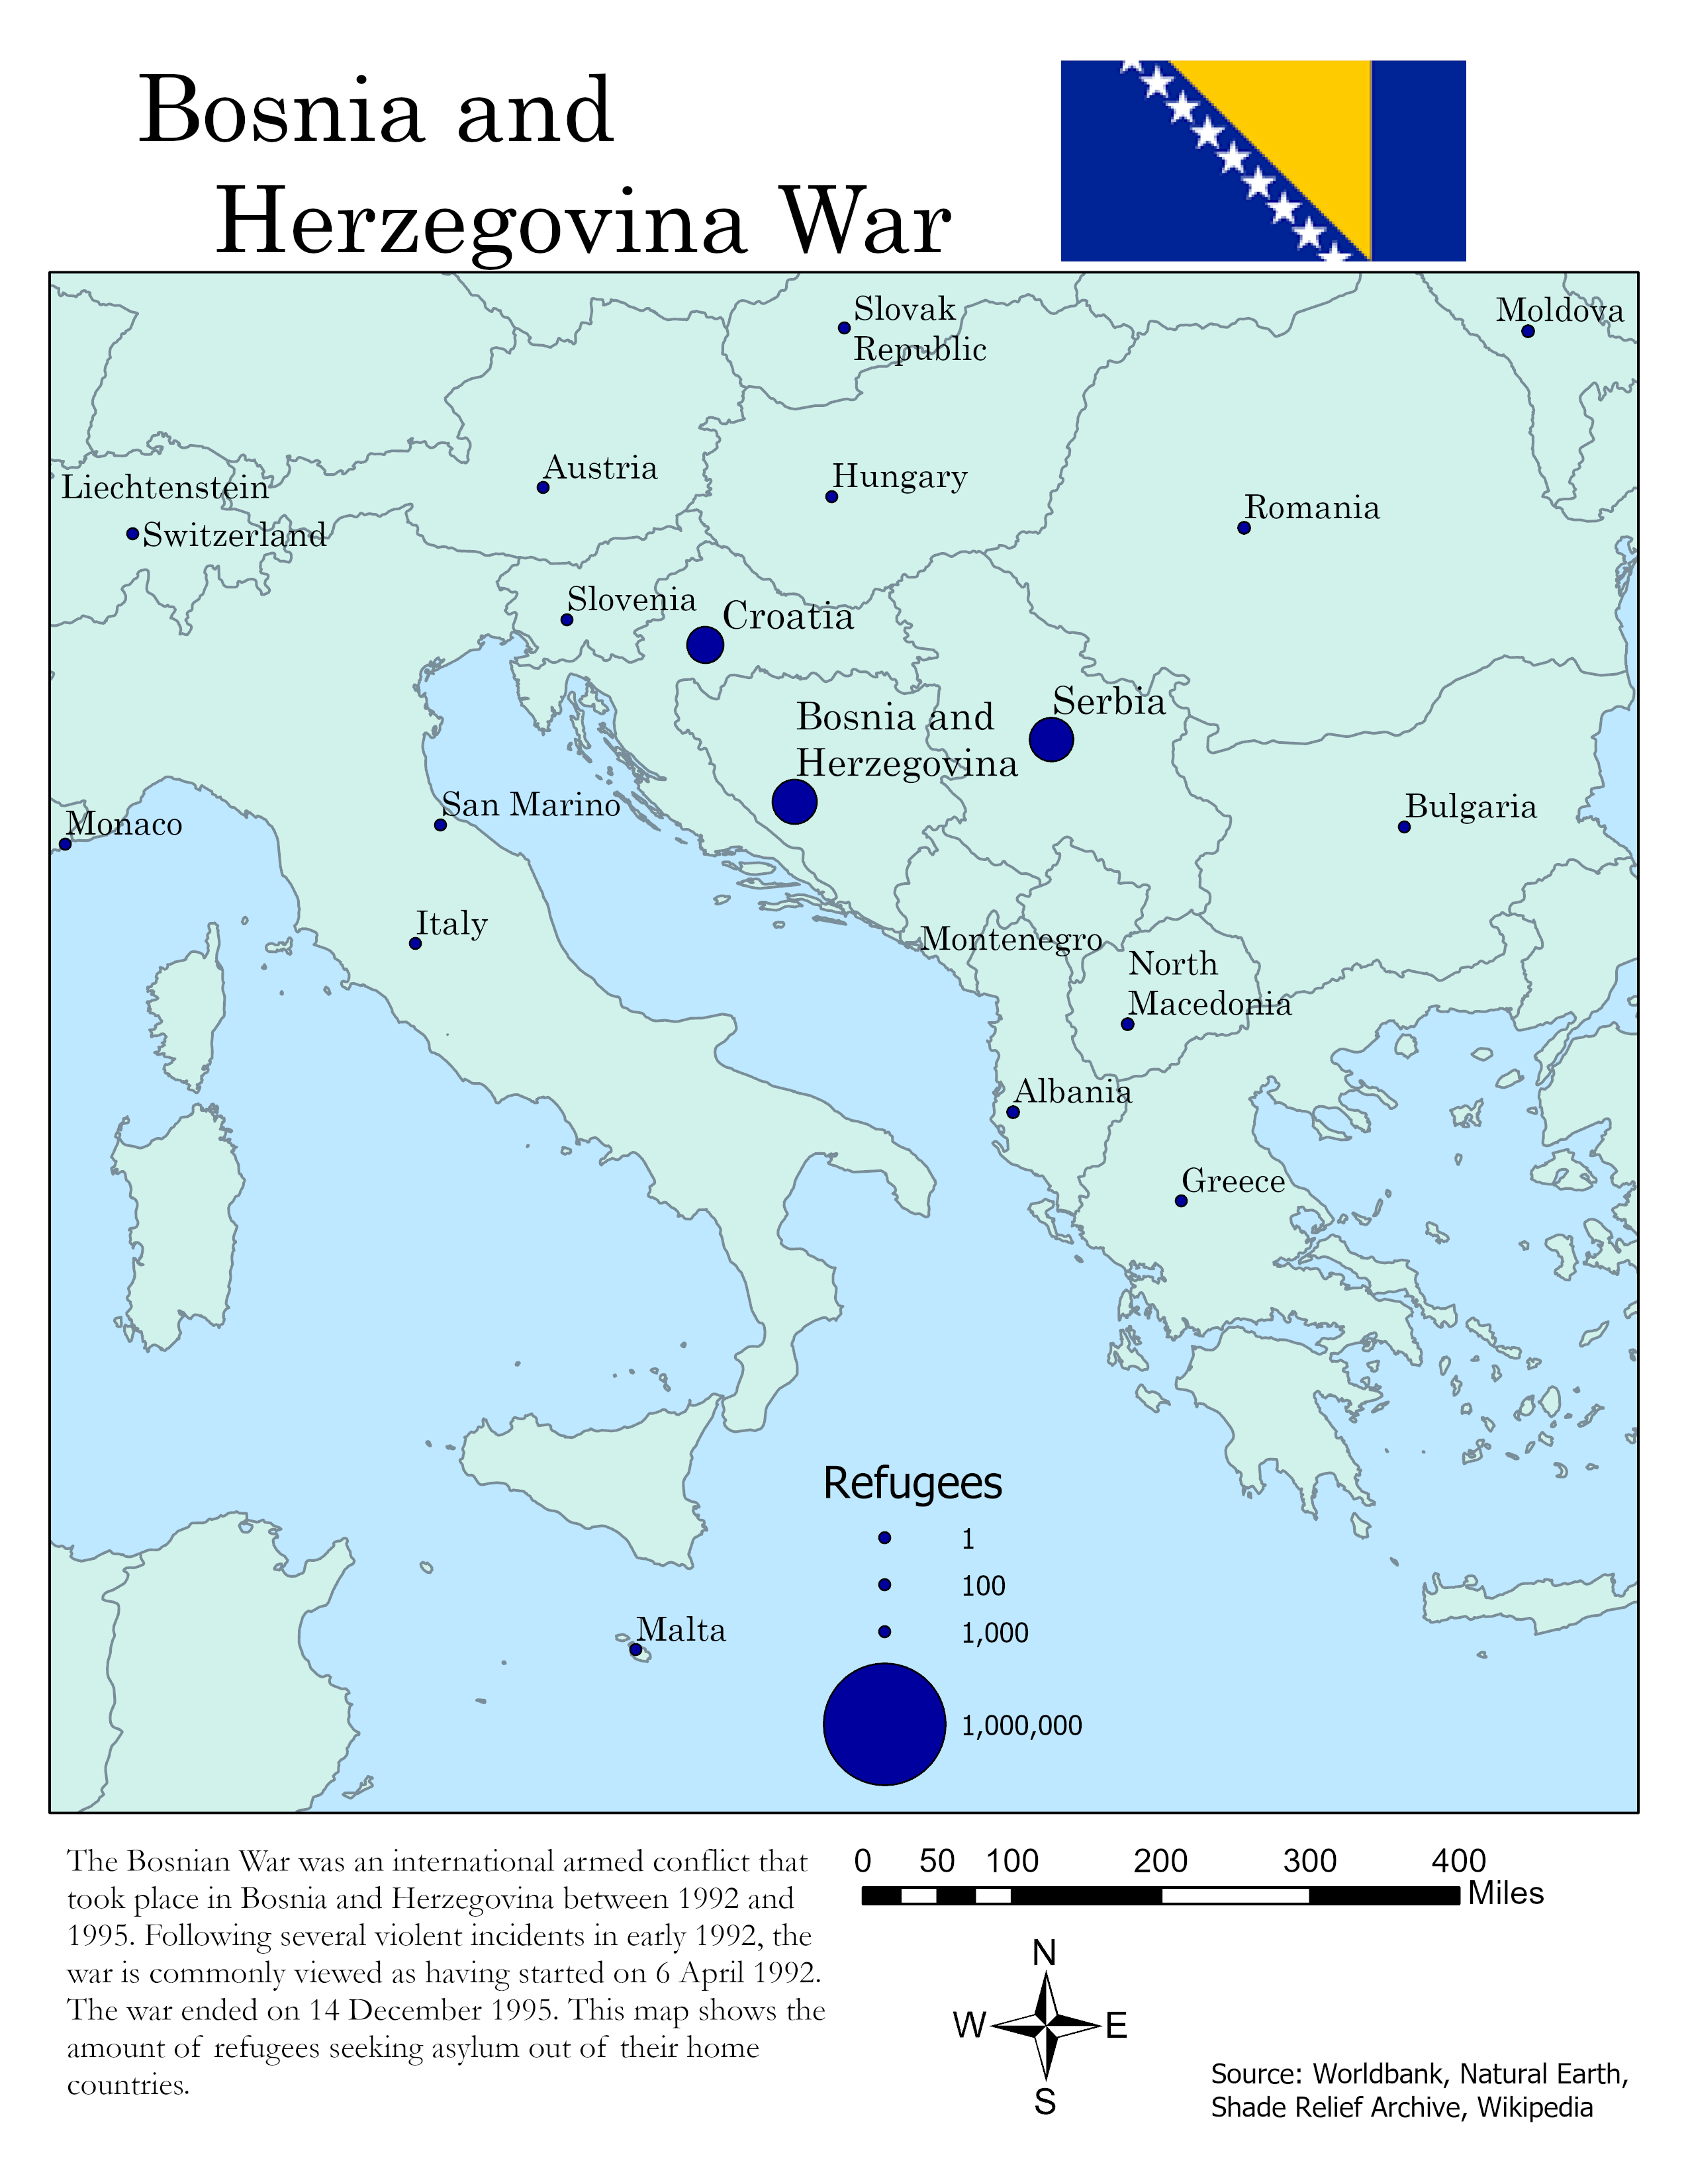 Bosnia and
Herzegovina War
Slovak
Republic
Moldova
Liechtenstein
Austria
Hungary
Romania
Switzerland
Slovenia
Croatia
Serbia
Bosnia and
Herzegovina
San Marino
Monaco
Bulgaria
Italy
Montenegro
North
Macedonia
Albania
Greece
Refugees
1
100
1,000
1,000,000
Malta
The Bosnian War was an international armed conflict that
took place in Bosnia and Herzegovina between 1992 and
1995. Following several violent incidents in early 1992, the
war is commonly viewed as having started on 6 April 1992.
The war ended on 14 December 1995. This map shows the
amount of refugees seeking asylum out of their home
countries.
0 50 100 200 300 400
Miles
N
W E
S
Source: Worldbank, Natural Earth,
Shade Relief Archive, Wikipedia